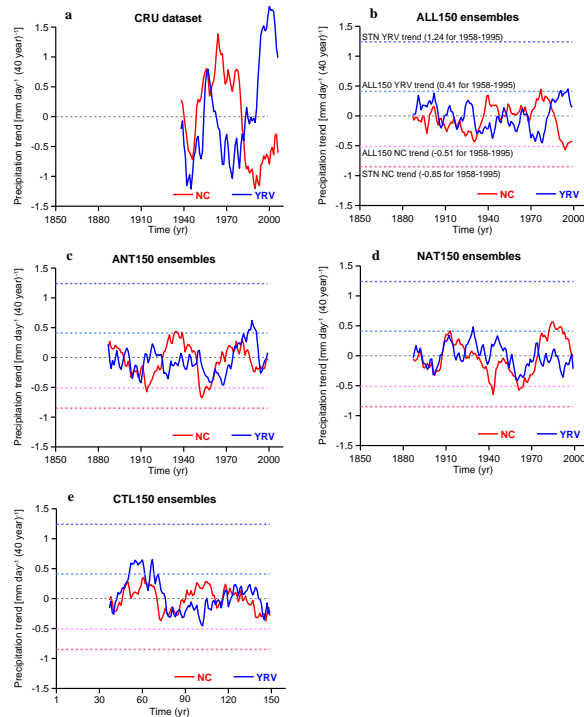 a
CRU dataset
Precipitation trend [mm day⁻¹ (40 year)⁻¹]
1.5
1
0.5
0
-0.5
-1
-1.5
NC
YRV
1850
1880
1910
1940
1970
2000
Time (yr)
b
ALL150 ensembles
Precipitation trend [mm day⁻¹ (40 year)⁻¹]
1.5
1
0.5
0
-0.5
-1
-1.5
STN YRV trend (1.24 for 1958-1995)
ALL150 YRV trend (0.41 for 1958-1995)
ALL150 NC trend (-0.51 for 1958-1995)
STN NC trend (-0.85 for 1958-1995)
NC
YRV
1850
1880
1910
1940
1970
2000
Time (yr)
c
ANT150 ensembles
Precipitation trend [mm day⁻¹ (40 year)⁻¹]
1.5
1
0.5
0
-0.5
-1
-1.5
NC
YRV
1850
1880
1910
1940
1970
2000
Time (yr)
d
NAT150 ensembles
Precipitation trend [mm day⁻¹ (40 year)⁻¹]
1.5
1
0.5
0
-0.5
-1
-1.5
NC
YRV
1850
1880
1910
1940
1970
2000
Time (yr)
e
CTL150 ensembles
Precipitation trend [mm day⁻¹ (40 year)⁻¹]
1.5
1
0.5
0
-0.5
-1
-1.5
NC
YRV
1
30
60
90
120
150
Time (yr)